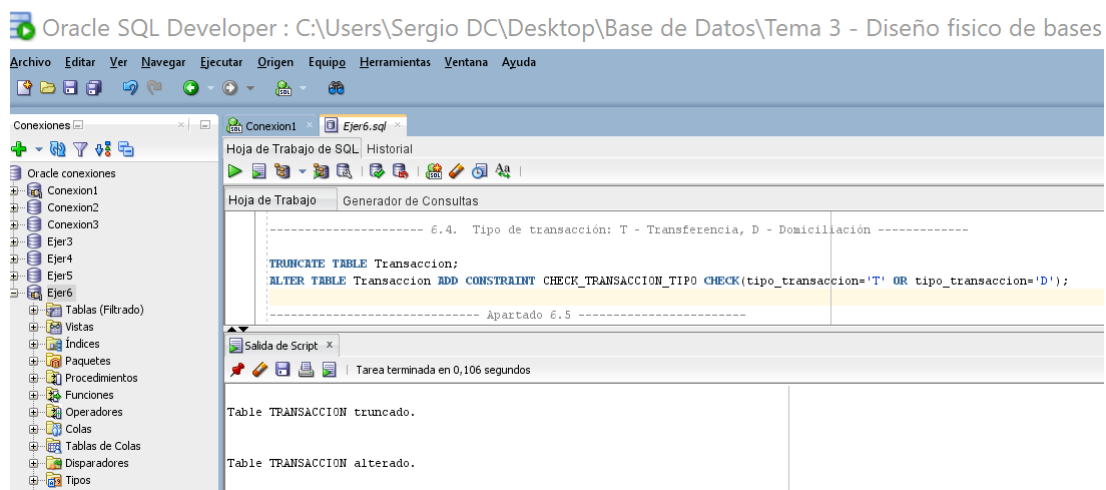 Oracle SQL Developer : C:\Users\Sergio DC\Desktop\Base de Datos\Tema 3 - Diseño fisico de bases
Archivo Editar Ver Navegar Ejecutar Origen Equipo Herramientas Ventana Ayuda
Conexiones
Conexion1 Ejer6.sql
Hoja de Trabajo de SQL Historial
Oracle conexiones
Conexion1
Conexion2
Conexion3
Ejer3
Ejer4
Ejer5
Ejer6
Tablas (Filtrado)
Vistas
Índices
Paquetes
Procedimientos
Funciones
Operadores
Colas
Tablas de Colas
Disparadores
Tipos
Hoja de Trabajo Generador de Consultas
---------------------- 6.4. Tipo de transacción: T - Transferencia, D - Domiciliación -------------
TRUNCATE TABLE Transaccion;
ALTER TABLE Transaccion ADD CONSTRAINT CHECK_TRANSACCION_TIPO CHECK(tipo_transaccion='T' OR tipo_transaccion='D');
------------------------------ Apartado 6.5 ------------------------
Salida de Script x
Tarea terminada en 0,106 segundos
Table TRANSACCION truncado.
Table TRANSACCION alterado.